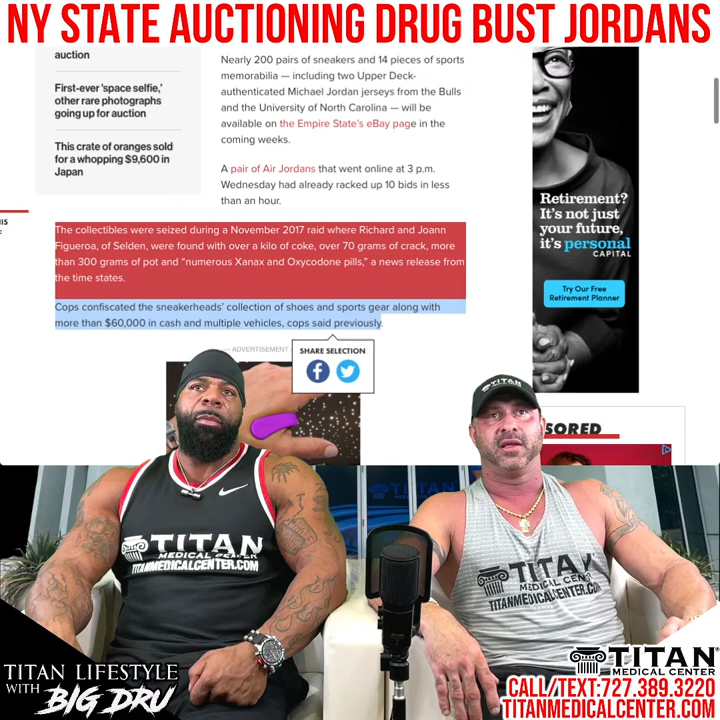 NY STATE AUCTIONING DRUG BUST JORDANS
auction
First-ever 'space selfie,'
other rare photographs
going up for auction
This crate of oranges sold
for a whopping $9,600 in
Japan
Nearly 200 pairs of sneakers and 14 pieces of sports
memorabilia — including two Upper Deck-
authenticated Michael Jordan jerseys from the Bulls
and the University of North Carolina — will be
available on the Empire State's eBay page in the
coming weeks.
A pair of Air Jordans that went online at 3 p.m.
Wednesday had already racked up 10 bids in less
than an hour.
The collectibles were seized during a November 2017 raid where Richard and Joann
Figueroa, of Selden, were found with over a kilo of coke, over 70 grams of crack, more
than 300 grams of pot and “numerous Xanax and Oxycodone pills,” a news release from
the time states.
Cops confiscated the sneakerheads' collection of shoes and sports gear along with
more than $60,000 in cash and multiple vehicles, cops said previously.
— ADVERTISEMENT
SHARE SELECTION
Retirement?
It's not just
your future,
it's personal
CAPITAL
Try Our Free
Retirement Planner
SORED
TITAN
TITAN
TITAN
MEDICAL CENTER
TITANMEDICALCENTER.COM
TITAN
MEDICAL CEN
TITANMEDICALCENTER.CO
TITAN LIFESTYLE
WITH BIG DRU
TITAN
MEDICAL CENTER
CALL/TEXT:727.389.3220
TITANMEDICALCENTER.COM